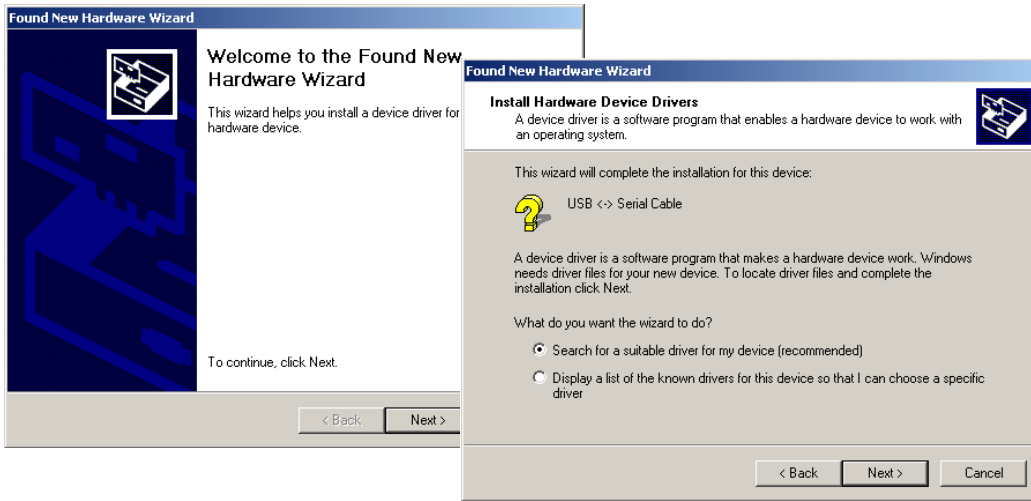 Found New Hardware Wizard
Welcome to the Found New
Hardware Wizard
This wizard helps you install a device driver for
hardware device.
To continue, click Next.
< Back
Next >
Found New Hardware Wizard
Install Hardware Device Drivers
A device driver is a software program that enables a hardware device to work with
an operating system.
This wizard will complete the installation for this device:
USB <-> Serial Cable
A device driver is a software program that makes a hardware device work. Windows
needs driver files for your new device. To locate driver files and complete the
installation click Next.
What do you want the wizard to do?
Search for a suitable driver for my device (recommended)
Display a list of the known drivers for this device so that I can choose a specific
driver
< Back
Next >
Cancel